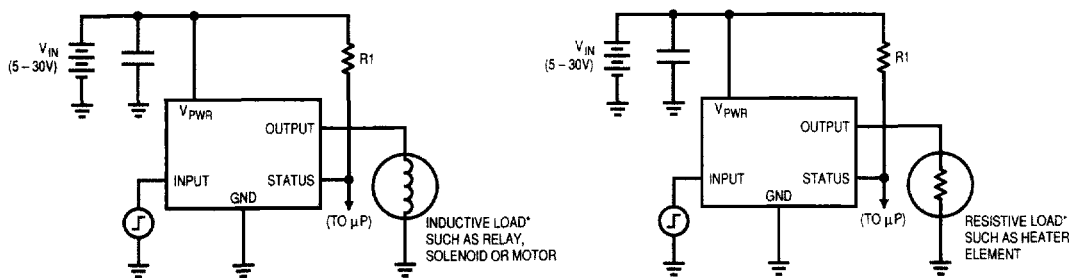 V_IN
(5 – 30V)
R1
V_PWR
OUTPUT
INPUT
STATUS
GND
(TO µP)
INDUCTIVE LOAD*
SUCH AS RELAY,
SOLENOID OR MOTOR
V_IN
(5 – 30V)
R1
V_PWR
OUTPUT
INPUT
STATUS
GND
(TO µP)
RESISTIVE LOAD*
SUCH AS HEATER
ELEMENT